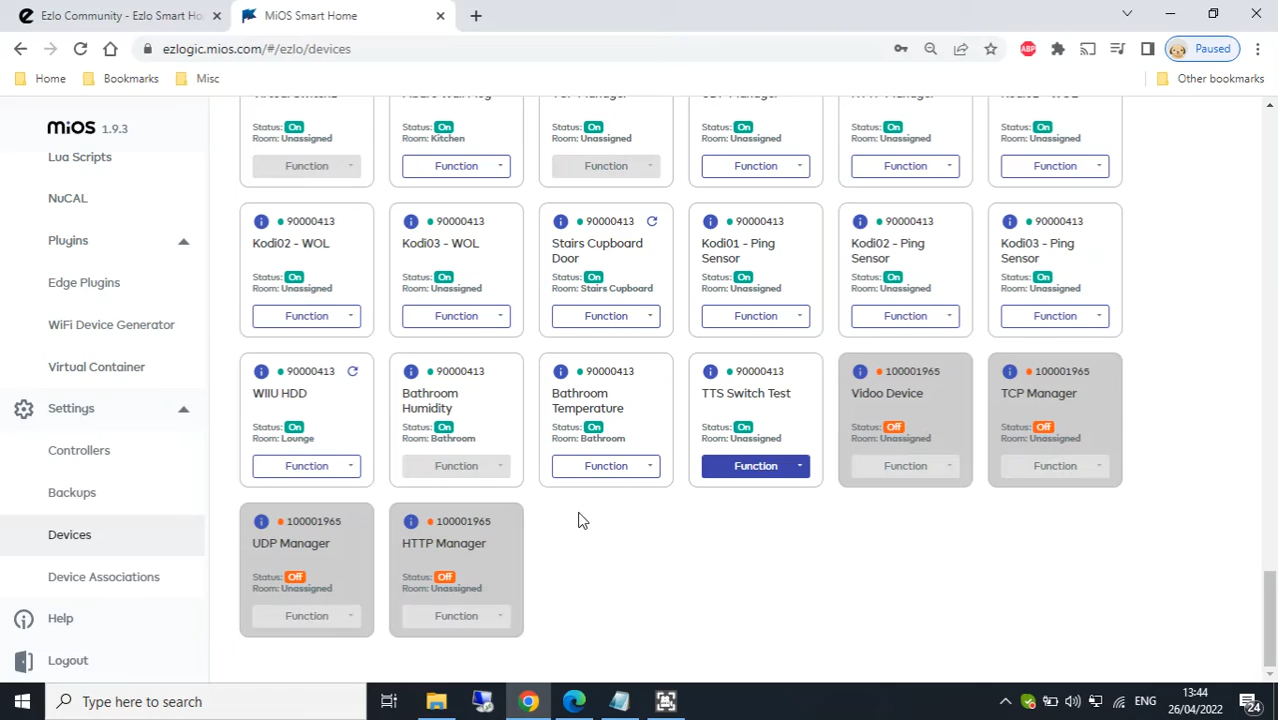 Ezlo Community - Ezlo Smart Ho
MiOS Smart Home
ezlogic.mios.com/#/ezlo/devices
ABP
Paused
Home
Bookmarks
Misc
Other bookmarks
MiOS 1.9.3
Lua Scripts
NuCAL
Plugins
Edge Plugins
WiFi Device Generator
Virtual Container
Settings
Controllers
Backups
Devices
Device Associations
Help
Logout
Status: On
Room: Unassigned
Function
Status: On
Room: Kitchen
Function
Status: On
Room: Unassigned
Function
Status: On
Room: Unassigned
Function
Status: On
Room: Unassigned
Function
Status: On
Room: Unassigned
Function
90000413
Kodi02 - WOL
Status: On
Room: Unassigned
Function
90000413
Kodi03 - WOL
Status: On
Room: Unassigned
Function
90000413
Stairs Cupboard
Door
Status: On
Room: Stairs Cupboard
Function
90000413
Kodi01 - Ping
Sensor
Status: On
Room: Unassigned
Function
90000413
Kodi02 - Ping
Sensor
Status: On
Room: Unassigned
Function
90000413
Kodi03 - Ping
Sensor
Status: On
Room: Unassigned
Function
90000413
WIIU HDD
Status: On
Room: Lounge
Function
90000413
Bathroom
Humidity
Status: On
Room: Bathroom
Function
90000413
Bathroom
Temperature
Status: On
Room: Bathroom
Function
90000413
TTS Switch Test
Status: On
Room: Unassigned
Function
100001965
Vidoo Device
Status: Off
Room: Unassigned
Function
100001965
TCP Manager
Status: Off
Room: Unassigned
Function
100001965
UDP Manager
Status: Off
Room: Unassigned
Function
100001965
HTTP Manager
Status: Off
Room: Unassigned
Function
Type here to search
ENG
13:44
26/04/2022
24